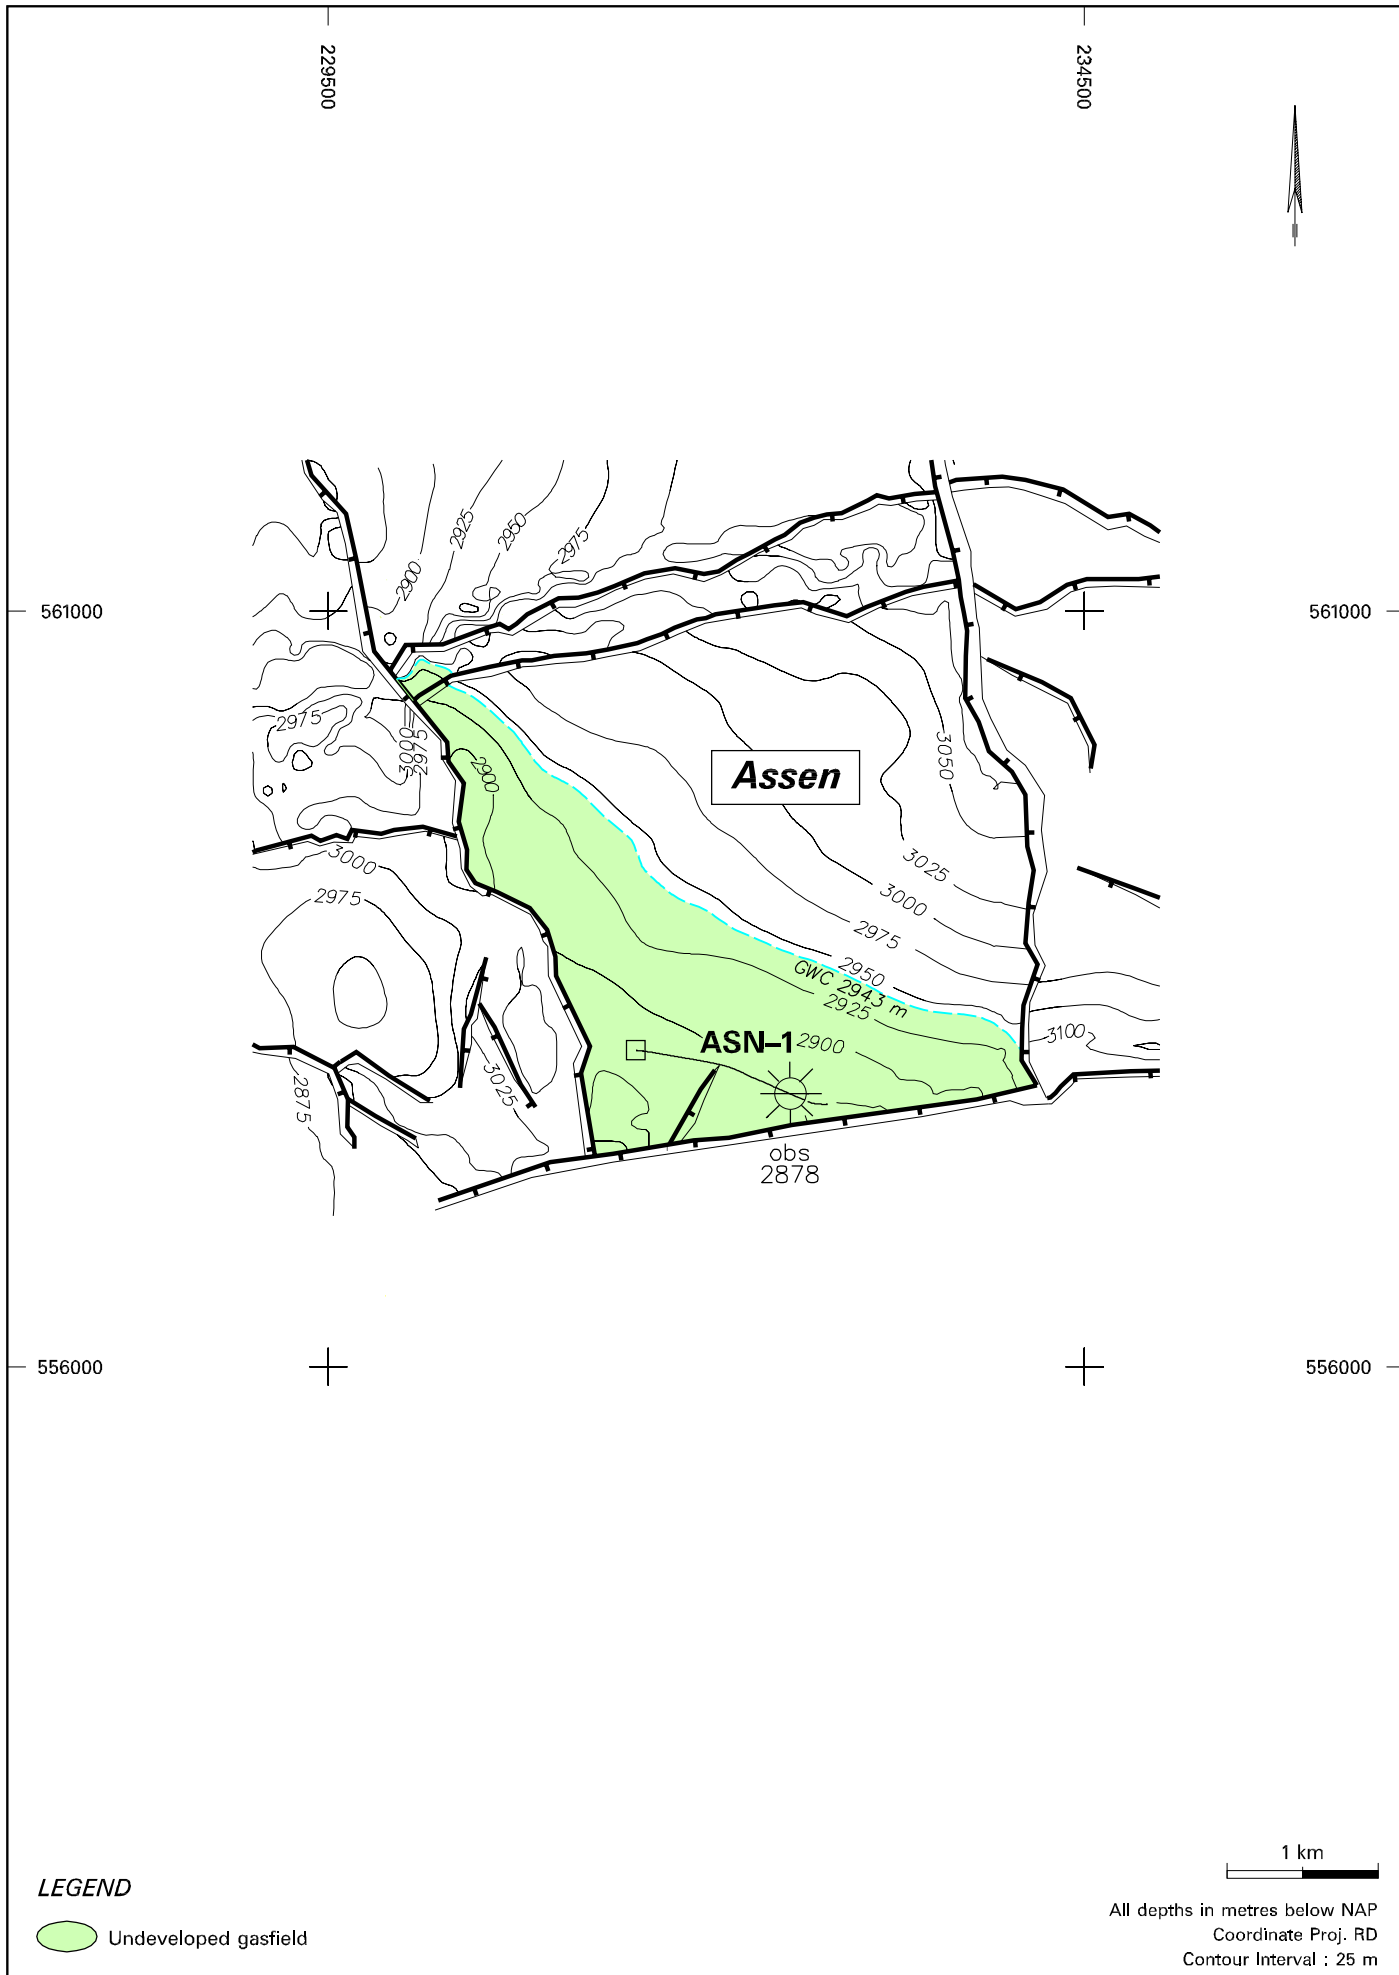 229500
234500
561000
561000
2925
2950
2975
2900
2975
3000
2975
2900
Assen
3050
3000
2975
3025
3000
2975
2950
GWC 2943 m
2925
ASN–1
2900
3100
3025
2875
obs
2878
556000
556000
1 km
LEGEND
Undeveloped gasfield
All depths in metres below NAP
Coordinate Proj. RD
Contour Interval : 25 m